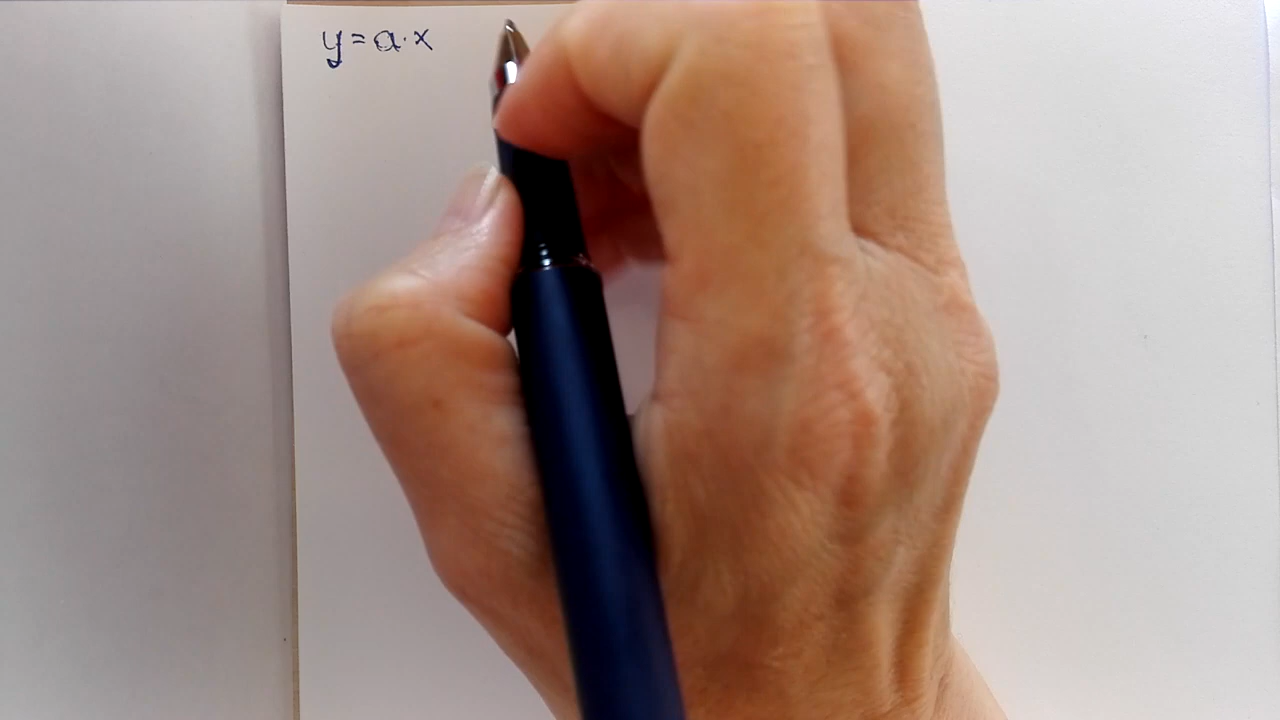 y = a·x